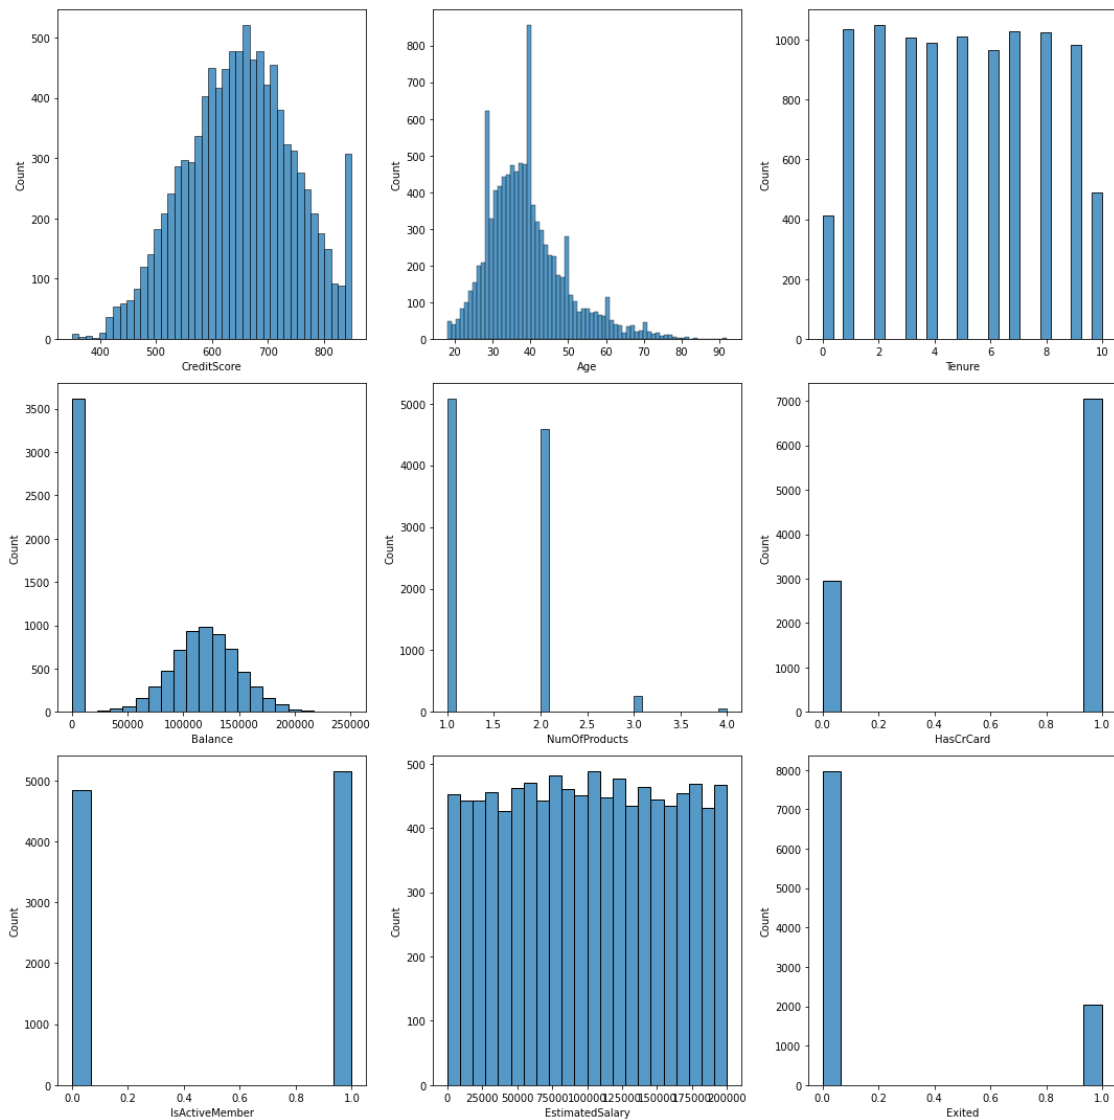 500
400
300
200
100
0
Count
400 500 600 700 800
CreditScore
800
700
600
500
400
300
200
100
0
Count
20 30 40 50 60 70 80 90
Age
1000
800
600
400
200
0
Count
0 2 4 6 8 10
Tenure
3500
3000
2500
2000
1500
1000
500
0
Count
0 50000 100000 150000 200000 250000
Balance
5000
4000
3000
2000
1000
0
Count
1.0 1.5 2.0 2.5 3.0 3.5 4.0
NumOfProducts
7000
6000
5000
4000
3000
2000
1000
0
Count
0.0 0.2 0.4 0.6 0.8 1.0
HasCrCard
5000
4000
3000
2000
1000
0
Count
0.0 0.2 0.4 0.6 0.8 1.0
IsActiveMember
500
400
300
200
100
0
Count
0 25000 50000 75000 100000 125000 150000 175000 200000
EstimatedSalary
8000
7000
6000
5000
4000
3000
2000
1000
0
Count
0.0 0.2 0.4 0.6 0.8 1.0
Exited